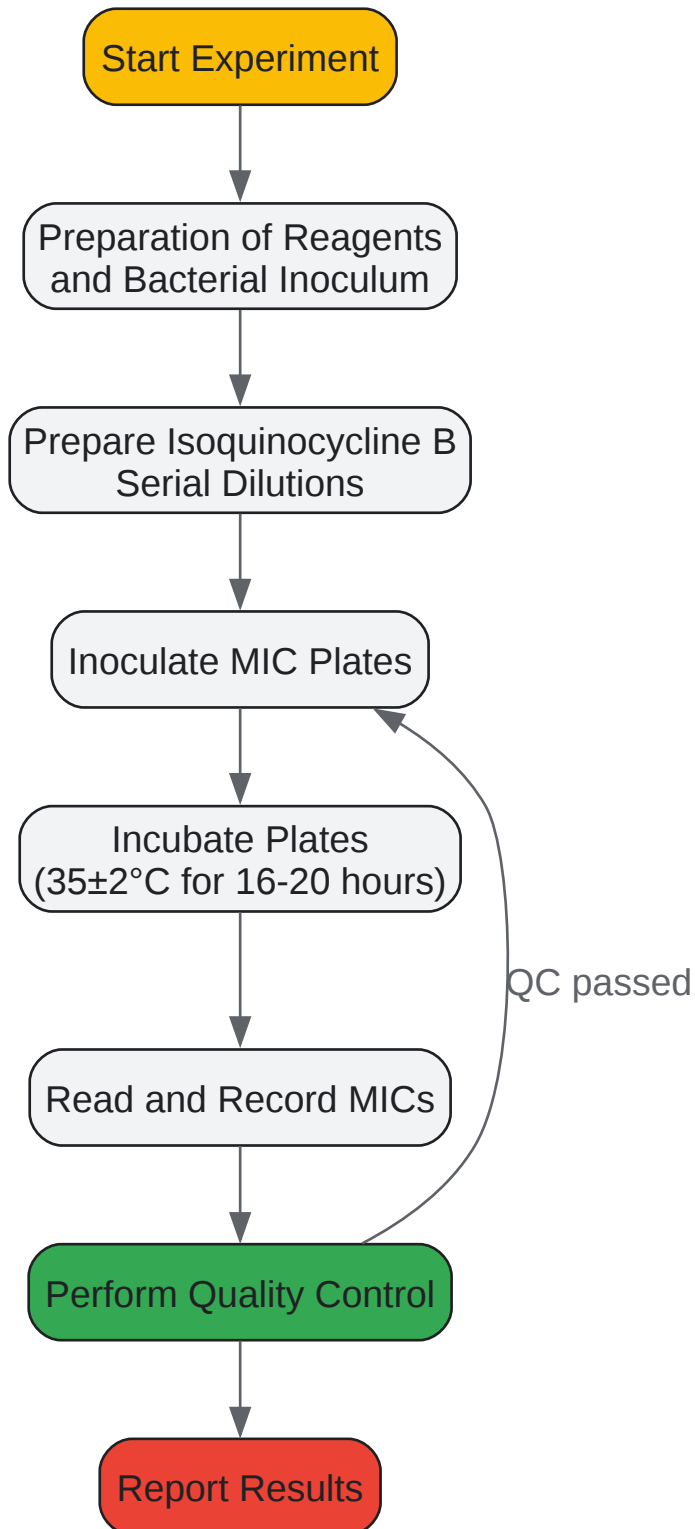 Start Experiment
Preparation of Reagents
and Bacterial Inoculum
Prepare Isoquinocycline B
Serial Dilutions
Inoculate MIC Plates
Incubate Plates
(35±2°C for 16-20 hours)
QC passed
Read and Record MICs
Perform Quality Control
Report Results